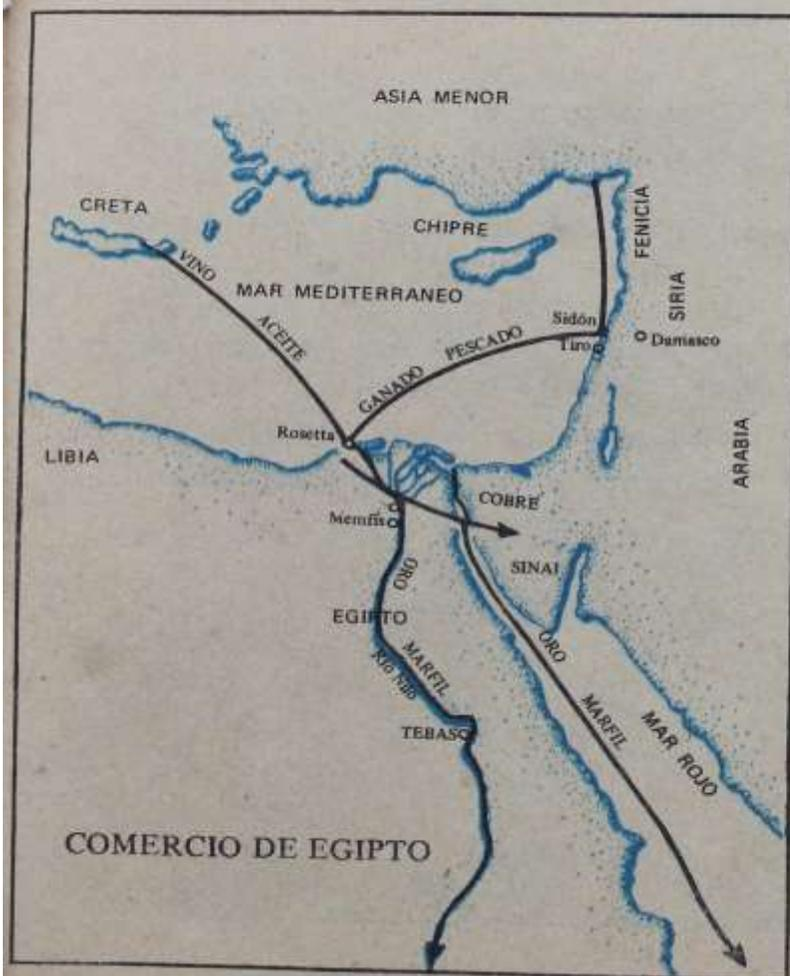 ASIA MENOR
CRETA
CHIPRE
FENICIA
SIRIA
VINO
MAR MEDITERRANEO
ACEITE
Sidón
Tiro
Damasco
GANADO PESCADO
Rosetta
LIBIA
ARABIA
COBRE
Memfis
SINAI
ORO
EGIPTO
MARFIL
Río Nilo
ORO
MARFIL
MAR ROJO
TEBAS
COMERCIO DE EGIPTO